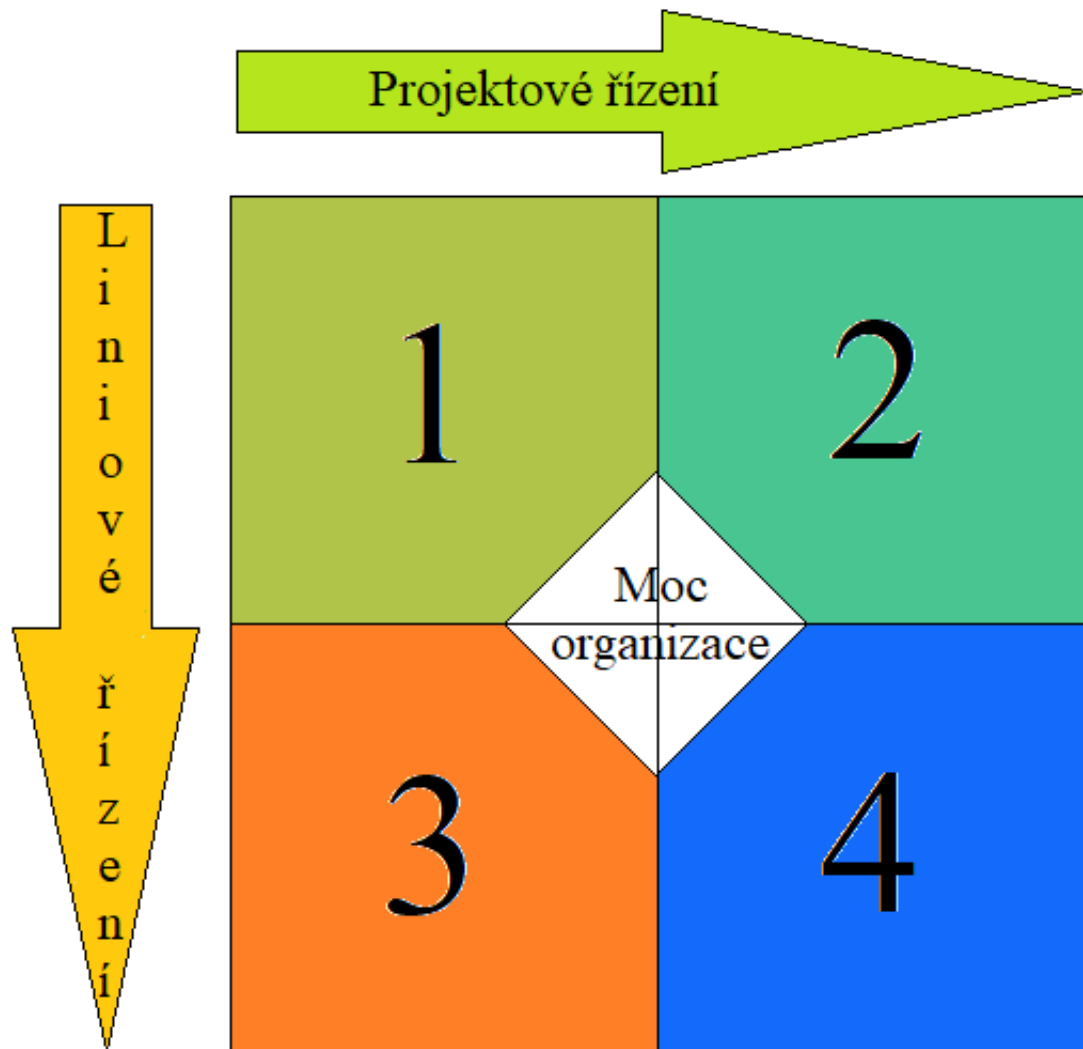 Projektové řízení
Liniové řízení
1
2
Moc
organizace
3
4